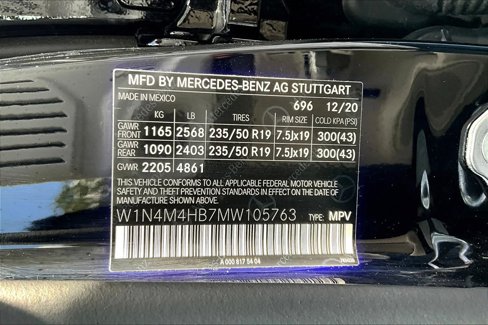 MFD BY MERCEDES-BENZ AG STUTTGART
MADE IN MEXICO 696 12/20
KG LB TIRES RIM SIZE COLD KPA (PSI)
GAWR FRONT 1165 2568 235/50 R19 7.5Jx19 300(43)
GAWR REAR 1090 2403 235/50 R19 7.5Jx19 300(43)
GWR 2205 4861
THIS VEHICLE CONFORMS TO ALL APPLICABLE FEDERAL MOTOR VEHICLE
SAFETY, BUMPER, AND THEFT PREVENTION STANDARDS IN EFFECT ON THE DATE OF
MANUFACTURE SHOWN ABOVE.
W1N4M4HB7MW105763 TYPE: MPV
A 000 817 54 04